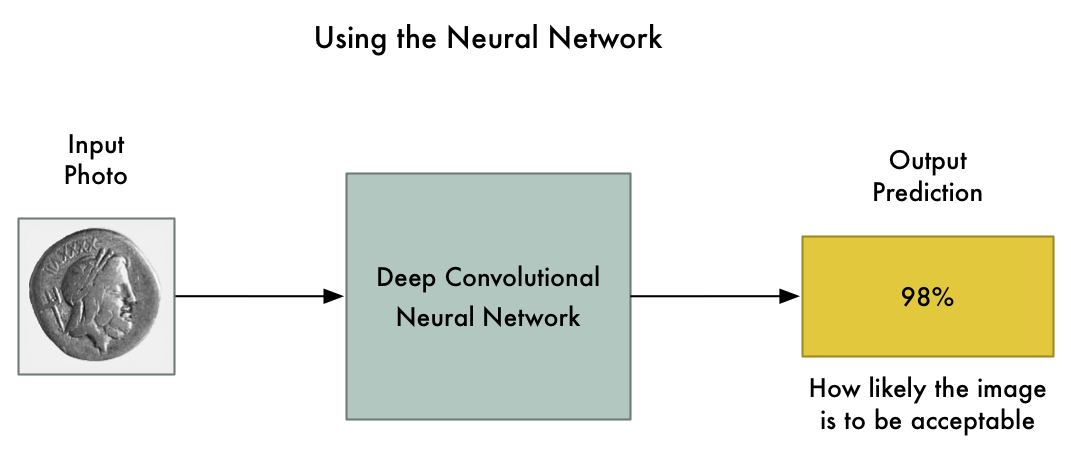 Using the Neural Network
Input
Photo
Deep Convolutional
Neural Network
Output
Prediction
98%
How likely the image
is to be acceptable